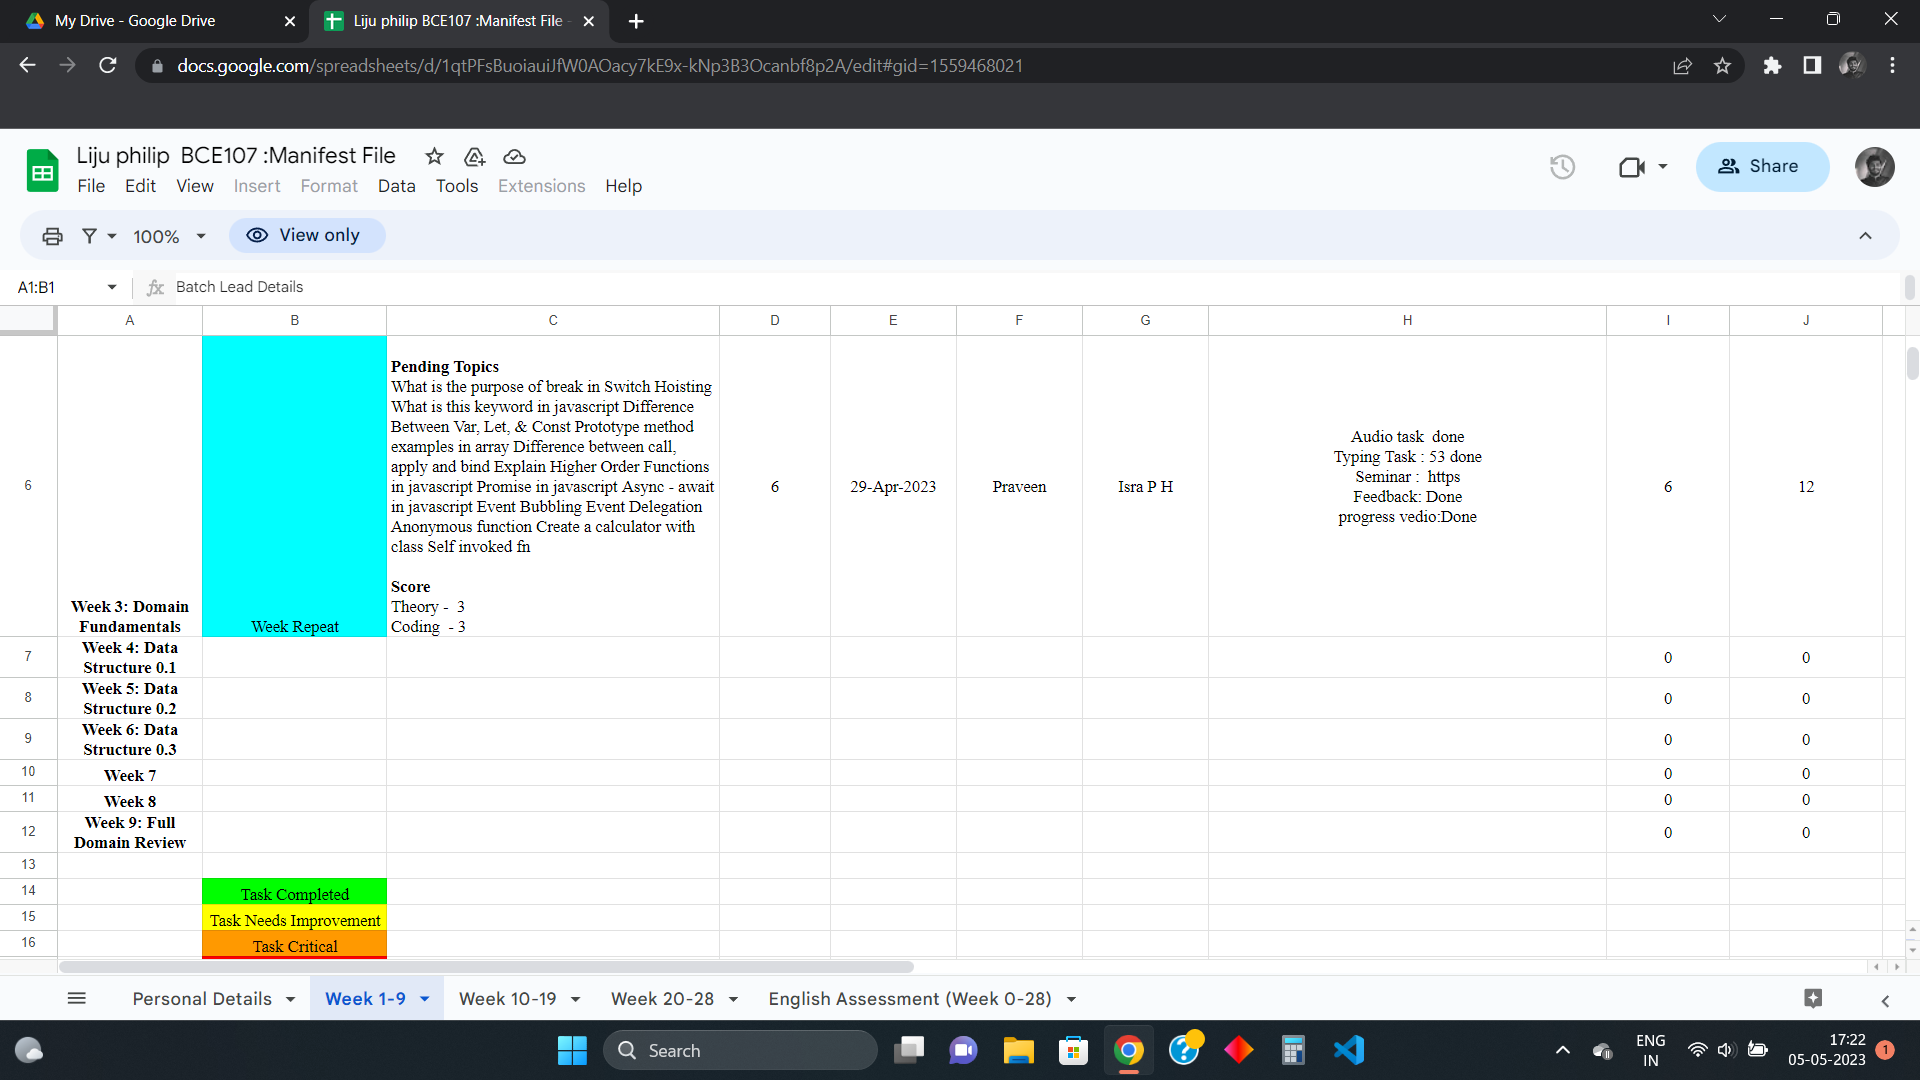 My Drive - Google Drive
Liju philip BCE107 :Manifest File -
docs.google.com/spreadsheets/d/1qtPFsBuoiauiJfW0AOacy7kE9x-kNp3B3Ocanbf8p2A/edit#gid=1559468021
Liju philip  BCE107 :Manifest File
File Edit View Insert Format Data Tools Extensions Help
Share
100%
View only
A1:B1
fx Batch Lead Details
A B C D E F G H I J
6
Week 3: Domain
Fundamentals
Week Repeat
Pending Topics
What is the purpose of break in Switch Hoisting
What is this keyword in javascript Difference
Between Var, Let, & Const Prototype method
examples in array Difference between call,
apply and bind Explain Higher Order Functions
in javascript Promise in javascript Async - await
in javascript Event Bubbling Event Delegation
Anonymous function Create a calculator with
class Self invoked fn
Score
Theory -  3
Coding  - 3
6
29-Apr-2023
Praveen
Isra P H
Audio task  done
Typing Task : 53 done
Seminar :  https
Feedback: Done
progress vedio:Done
6
12
7
Week 4: Data
Structure 0.1
0
0
8
Week 5: Data
Structure 0.2
0
0
9
Week 6: Data
Structure 0.3
0
0
10
Week 7
0
0
11
Week 8
0
0
12
Week 9: Full
Domain Review
0
0
13
14
Task Completed
15
Task Needs Improvement
16
Task Critical
Personal Details
Week 1-9
Week 10-19
Week 20-28
English Assessment (Week 0-28)
Search
ENG
IN
17:22
05-05-2023
1